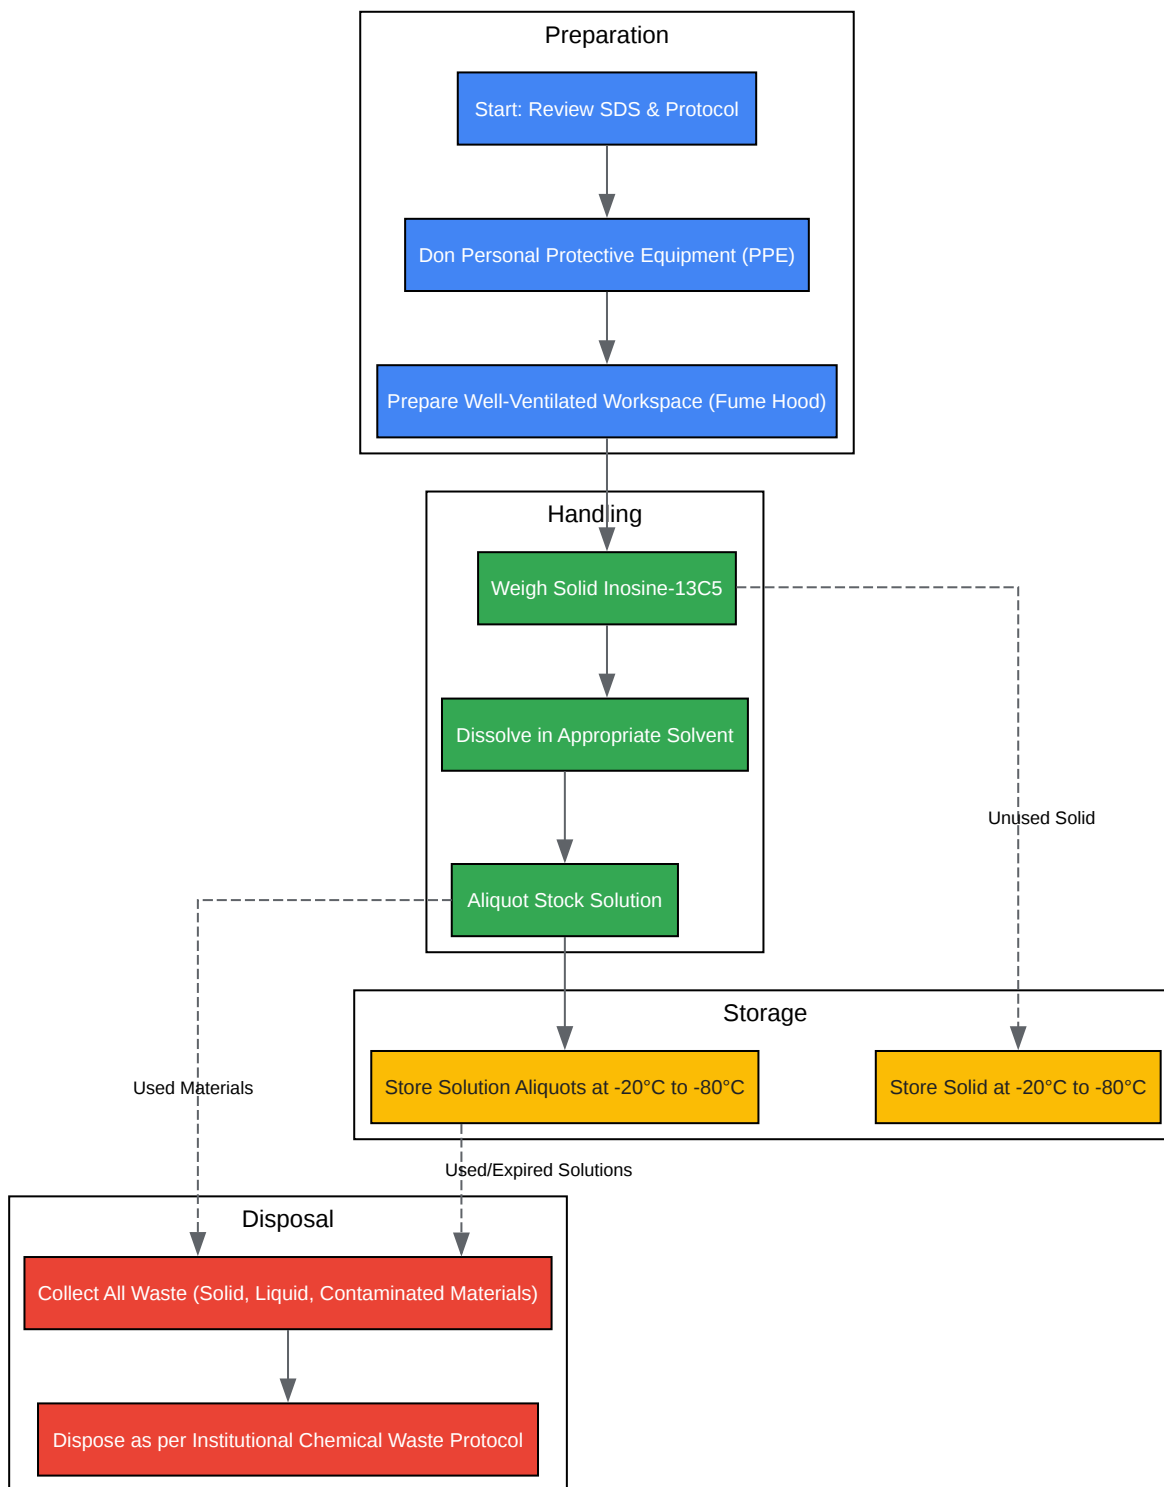 Preparation
Start: Review SDS & Protocol
Don Personal Protective Equipment (PPE)
Prepare Well-Ventilated Workspace (Fume Hood)
Handling
Weigh Solid Inosine-13C5
Dissolve in Appropriate Solvent
Unused Solid
Aliquot Stock Solution
Storage
Store Solution Aliquots at -20°C to -80°C
Store Solid at -20°C to -80°C
Used Materials
Used/Expired Solutions
Disposal
Collect All Waste (Solid, Liquid, Contaminated Materials)
Dispose as per Institutional Chemical Waste Protocol